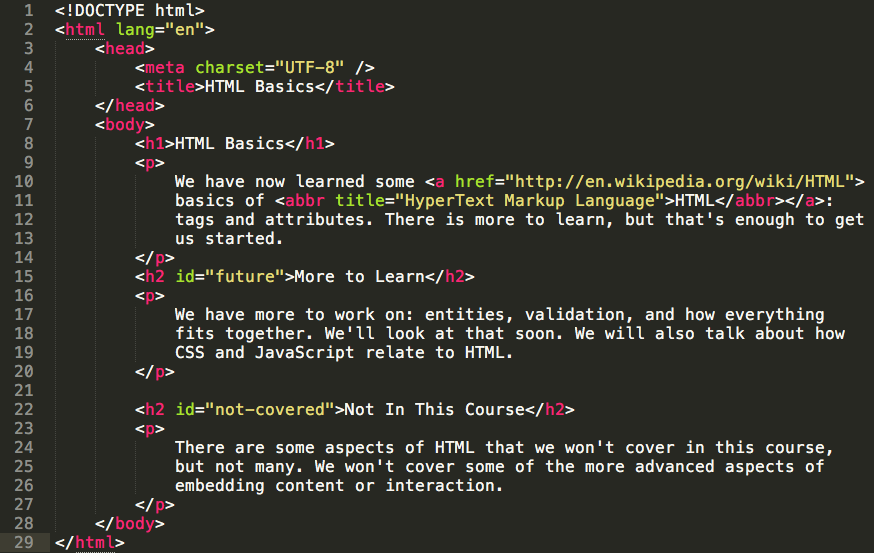 1 <!DOCTYPE html>
2 <html lang="en">
3     <head>
4         <meta charset="UTF-8" />
5         <title>HTML Basics</title>
6     </head>
7     <body>
8         <h1>HTML Basics</h1>
9         <p>
10             We have now learned some <a href="http://en.wikipedia.org/wiki/HTML">
11             basics of <abbr title="HyperText Markup Language">HTML</abbr></a>:
12             tags and attributes. There is more to learn, but that's enough to get
13             us started.
14         </p>
15         <h2 id="future">More to Learn</h2>
16         <p>
17             We have more to work on: entities, validation, and how everything
18             fits together. We'll look at that soon. We will also talk about how
19             CSS and JavaScript relate to HTML.
20         </p>
21
22         <h2 id="not-covered">Not In This Course</h2>
23         <p>
24             There are some aspects of HTML that we won't cover in this course,
25             but not many. We won't cover some of the more advanced aspects of
26             embedding content or interaction.
27         </p>
28     </body>
29 </html>